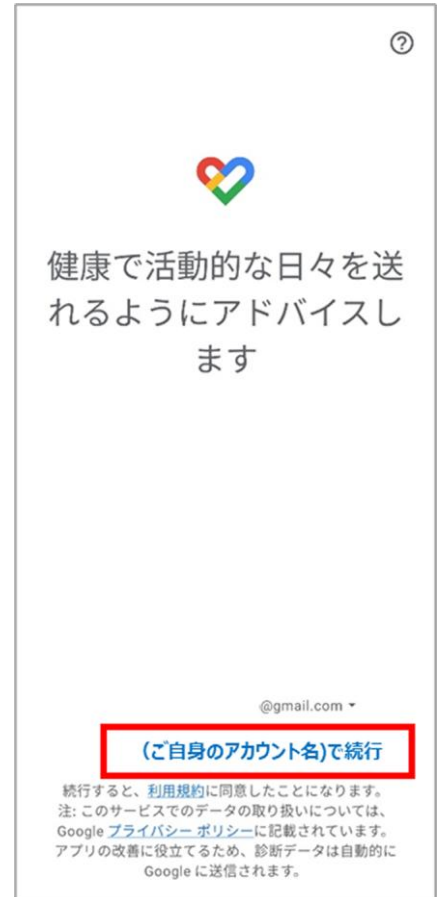 健康で活動的な日々を送
れるようにアドバイスし
ます
@gmail.com
(ご自身のアカウント名)で続行
続行すると、利用規約に同意したことになります。
注: このサービスでのデータの取り扱いについては、
Google プライバシー ポリシーに記載されています。
アプリの改善に役立てるため、診断データは自動的に
Google に送信されます。